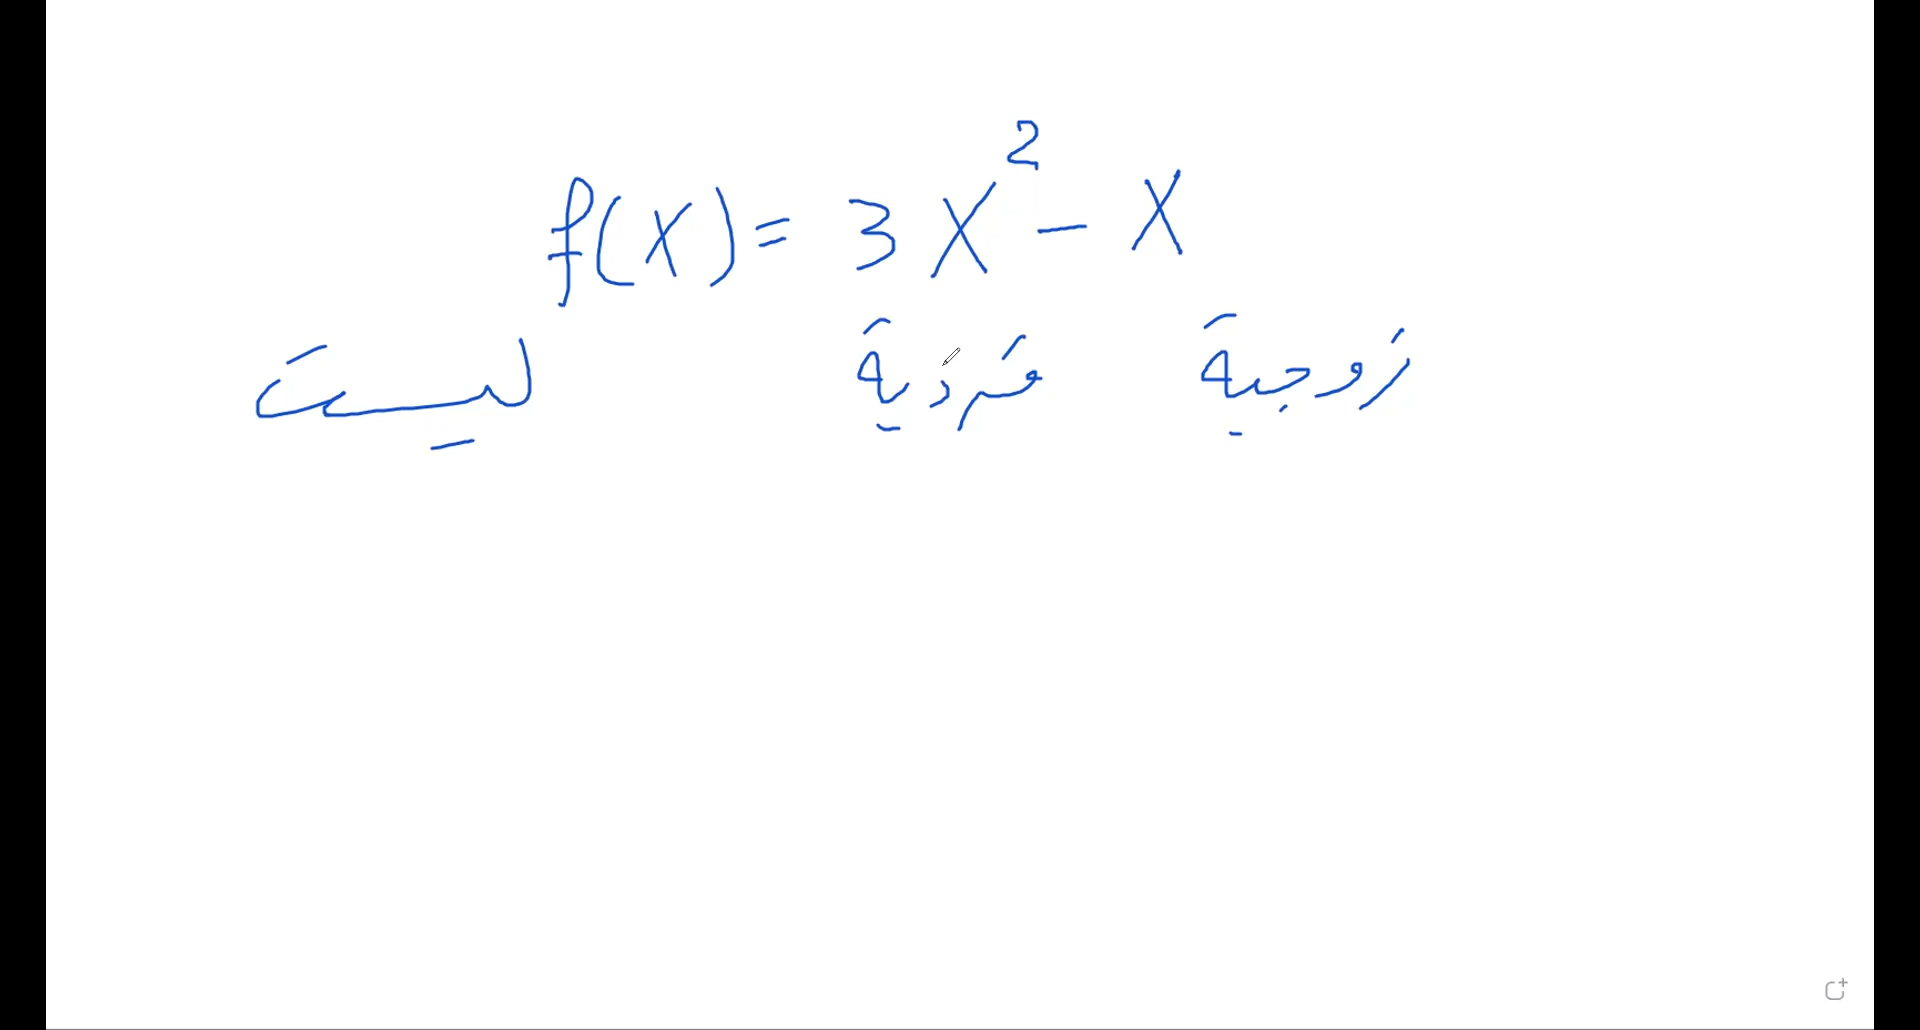 f(x) = 3x² - x
زوجية فردية ليست